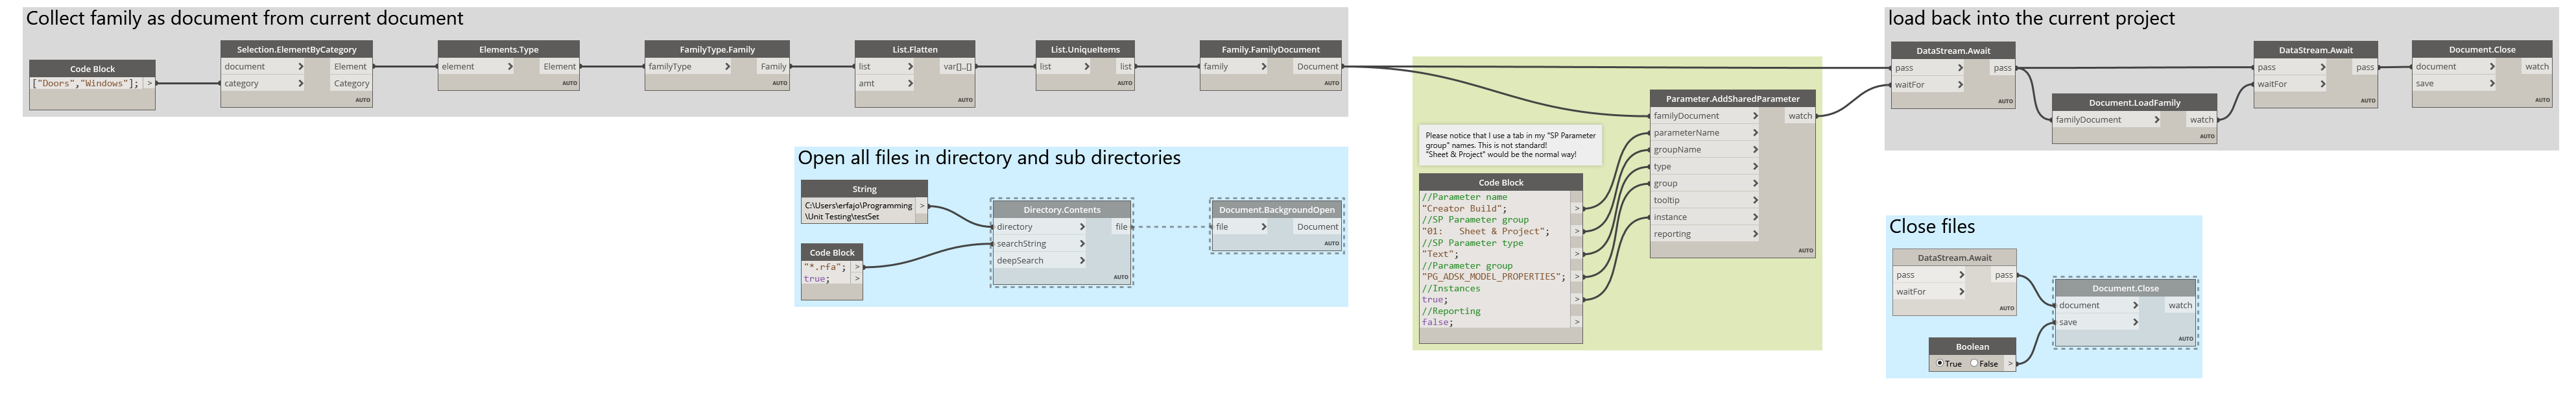 Collect family as document from current document
Code Block
["Doors","Windows"]; >
Selection.ElementByCategory
document > Element
category > Category
AUTO
Elements.Type
element > Element
AUTO
FamilyType.Family
familyType > Family
AUTO
List.Flatten
list > var[]..[]
amt >
AUTO
List.UniqueItems
list > list
AUTO
Family.FamilyDocument
family > Document
AUTO
Open all files in directory and sub directories
String
C:\Users\erfajo\Programming >
\Unit Testing\testSet
Code Block
"*.rfa"; >
true; >
Directory.Contents
directory > file
searchString >
deepSearch >
AUTO
Document.BackgroundOpen
file > Document
AUTO
Please notice that I use a tab in my "SP Parameter
group" names. This is not standard!
"Sheet & Project" would be the normal way!
Code Block
//Parameter name
"Creator Build"; >
//SP Parameter group
"01:   Sheet & Project"; >
//SP Parameter type
"Text"; >
//Parameter group
"PG_ADSK_MODEL_PROPERTIES"; >
//Instances
true; >
//Reporting
false; >
Parameter.AddSharedParameter
familyDocument > watch
parameterName >
groupName >
type >
group >
tooltip >
instance >
reporting >
AUTO
load back into the current project
DataStream.Await
pass > pass
waitFor >
AUTO
Document.LoadFamily
familyDocument > watch
AUTO
DataStream.Await
pass > pass
waitFor >
AUTO
Document.Close
document > watch
save >
AUTO
Close files
DataStream.Await
pass > pass
waitFor >
AUTO
Boolean
True False >
Document.Close
document > watch
save >
AUTO